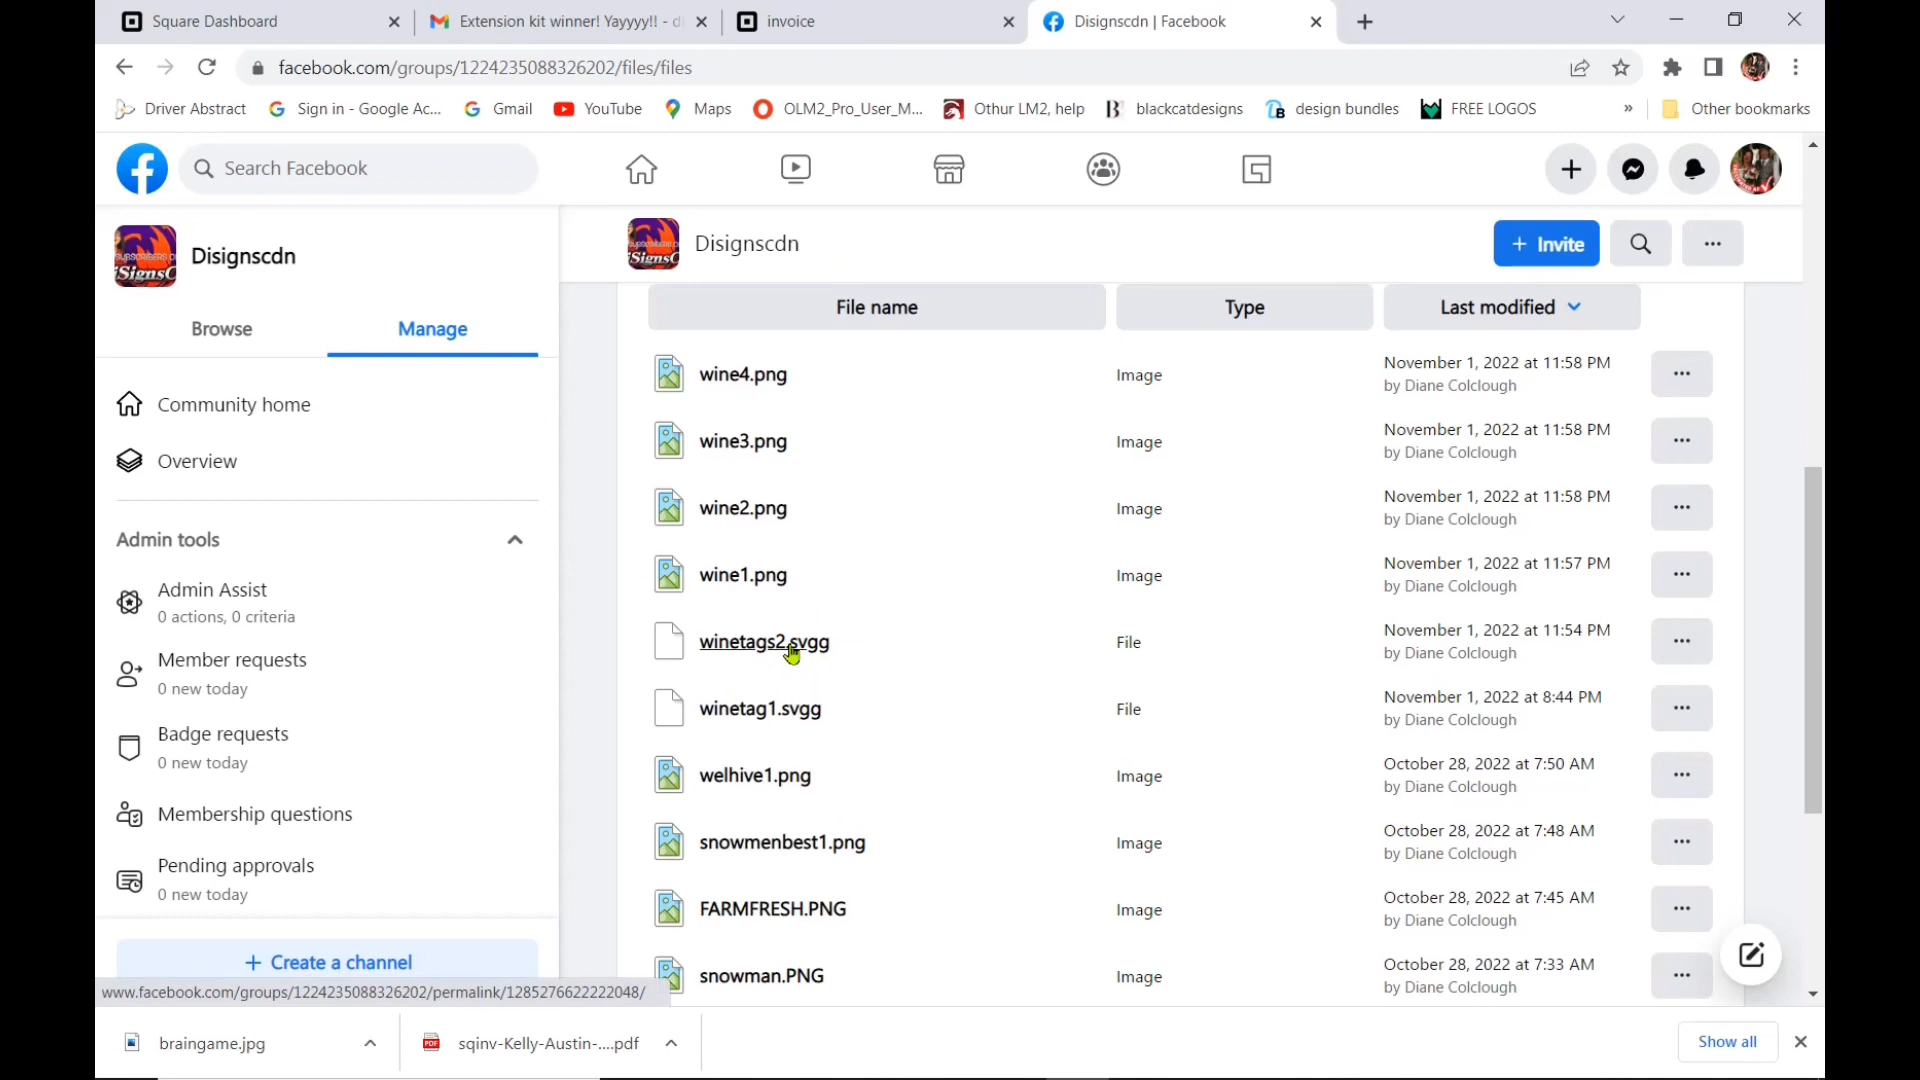 Square Dashboard
Extension kit winner! Yayyyy!! - di
invoice
Disignscdn | Facebook
facebook.com/groups/1224235088326202/files/files
Driver Abstract
Sign in - Google Ac...
Gmail
YouTube
Maps
OLM2_Pro_User_M...
Othur LM2, help
blackcatdesigns
design bundles
FREE LOGOS
»
Other bookmarks
Search Facebook
Disignscdn
Browse
Manage
Community home
Overview
Admin tools
Admin Assist
0 actions, 0 criteria
Member requests
0 new today
Badge requests
0 new today
Membership questions
Pending approvals
0 new today
+ Create a channel
www.facebook.com/groups/1224235088326202/permalink/1285276622222048/
Disignscdn
+ Invite
File name Type Last modified
wine4.png Image November 1, 2022 at 11:58 PM
by Diane Colclough
wine3.png Image November 1, 2022 at 11:58 PM
by Diane Colclough
wine2.png Image November 1, 2022 at 11:58 PM
by Diane Colclough
wine1.png Image November 1, 2022 at 11:57 PM
by Diane Colclough
winetags2.svgg File November 1, 2022 at 11:54 PM
by Diane Colclough
winetag1.svgg File November 1, 2022 at 8:44 PM
by Diane Colclough
welhive1.png Image October 28, 2022 at 7:50 AM
by Diane Colclough
snowmenbest1.png Image October 28, 2022 at 7:48 AM
by Diane Colclough
FARMFRESH.PNG Image October 28, 2022 at 7:45 AM
by Diane Colclough
snowman.PNG Image October 28, 2022 at 7:33 AM
by Diane Colclough
braingame.jpg
sqinv-Kelly-Austin-....pdf
Show all